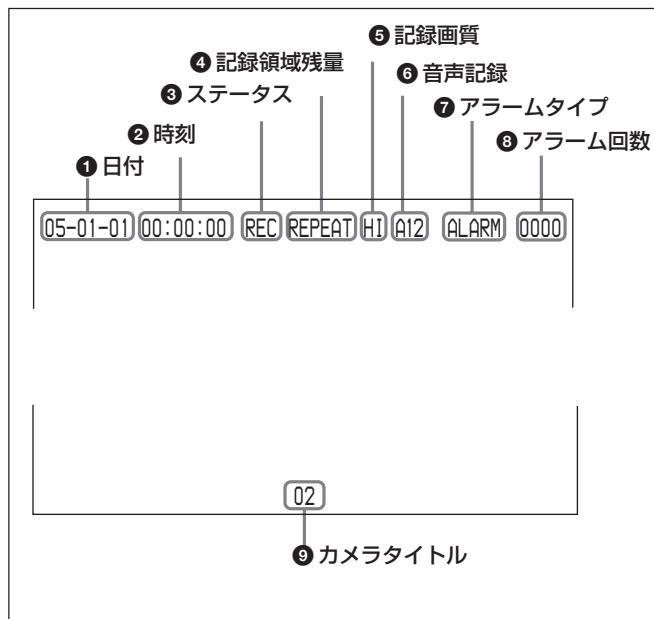 ❺記録画質
❹記録領域残量
❻音声記録
❸ステータス
❼アラームタイプ
❷時刻
❽アラーム回数
❶日付
05-01-01 00:00:00 REC REPEAT HI A12 ALARM 0000
02
❾カメラタイトル